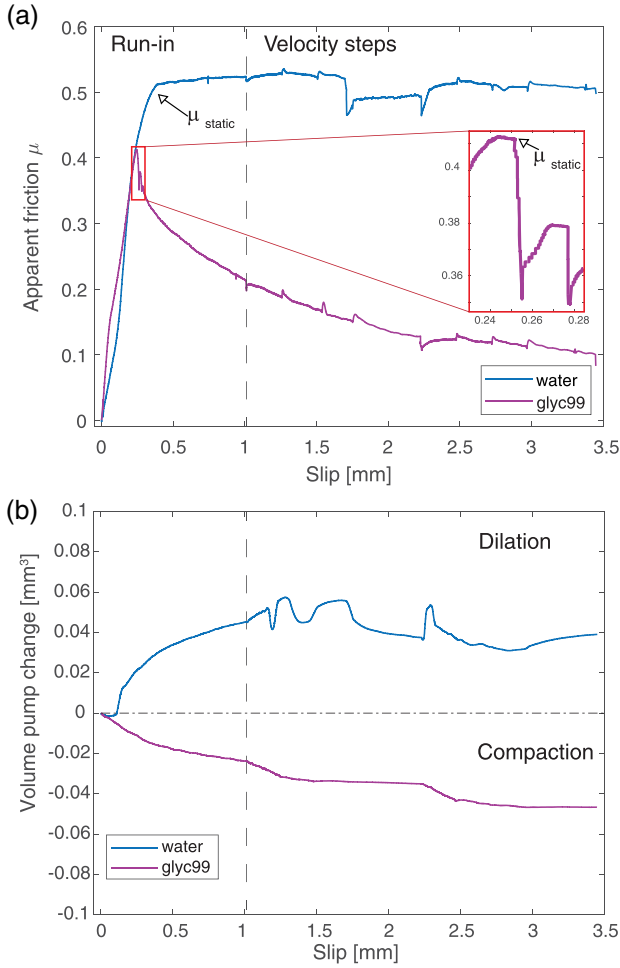 (a)
0.6
Run-in
Velocity steps
0.5
μ static
0.4
0.4
μ static
0.3
0.38
Apparent friction μ
0.2
0.36
0.24
0.26
0.28
0.1
water
glyc99
0
0
0.5
1
1.5
2
2.5
3
3.5
Slip [mm]
(b)
0.1
Dilation
0.08
0.06
0.04
0.02
Volume pump change [mm³]
0
Compaction
-0.02
-0.04
-0.06
water
-0.08
glyc99
-0.1
0
0.5
1
1.5
2
2.5
3
3.5
Slip [mm]